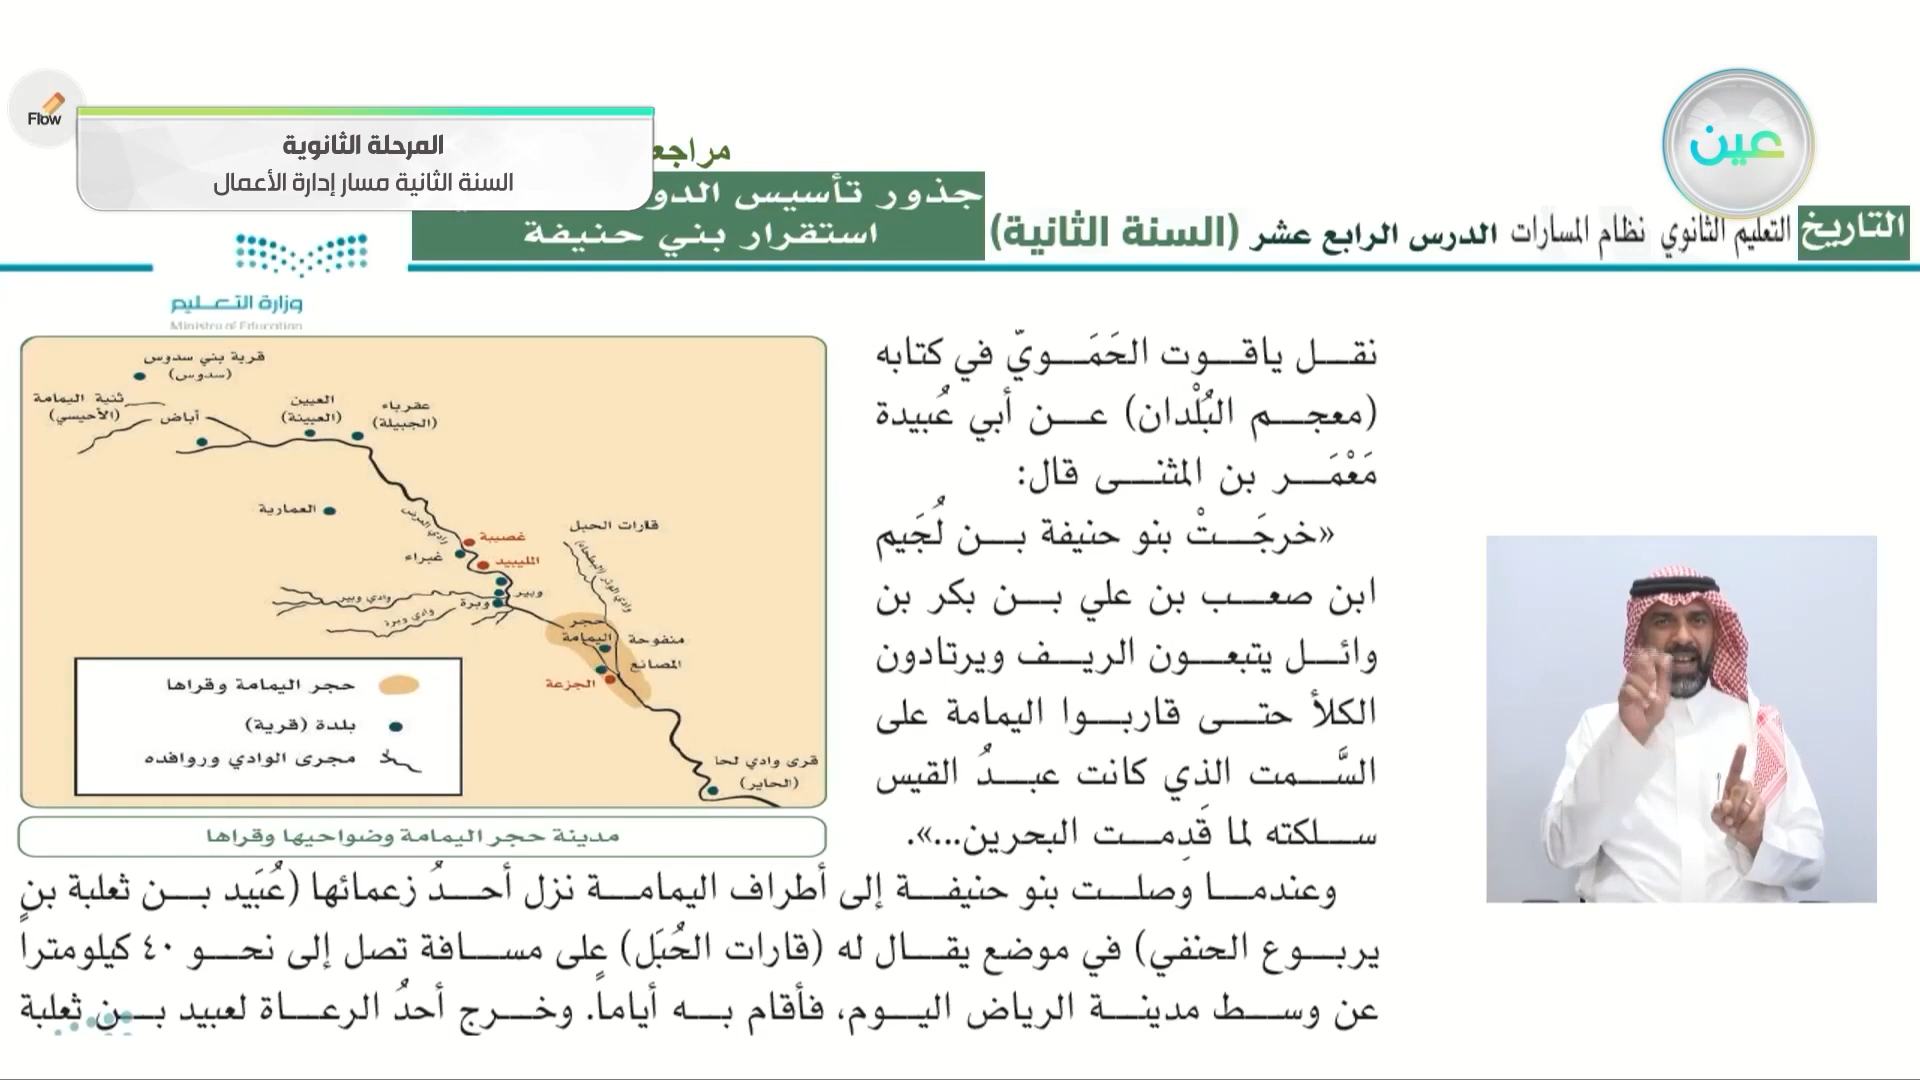 Flow
المرحلة الثانوية
السنة الثانية مسار إدارة الأعمال
عين
التاريخ
التعليم الثانوي نظام المسارات
الدرس الرابع عشر (السنة الثانية)
جذور تأسيس
استقرار بني حنيفة
وزارة التعليم
Ministry of Education
نقل ياقوت الحَمَويّ في كتابه
(معجم البُلْدان) عن أبي عُبيدة
مَعْمَر بن المثنى قال:
«خرجَتْ بنو حنيفة بن لُجَيم
ابن صعب بن علي بن بكر بن
وائل يتبعون الريف ويرتادون
الكلأ حتى قاربوا اليمامة على
السَّمت الذي كانت عبدُ القيس
سلكته لما قَدِمت البحرين...».
وعندما وصلت بنو حنيفة إلى أطراف اليمامة نزل أحدُ زعمائها (عُبَيد بن ثعلبة بن
يربوع الحنفي) في موضع يقال له (قارات الحُبَل) على مسافة تصل إلى نحو ٤٠ كيلومتراً
عن وسط مدينة الرياض اليوم، فأقام به أياماً. وخرج أحدُ الرعاة لعبيد بن ثعلبة
قرية بني سدوس
(سدوس)
ثنية اليمامة
(الأحيسي)
أباض
العيين
(العيينة)
عقرباء
(الجبيلة)
العمارية
وادي العرض
غصيبة
المليبيد
غبراء
قارات الحبل
وادي الوتر (البطحاء)
وبير
وبرة
وادي وبير
وادي وبرة
حجر
اليمامة
منفوحة
المصانع
الجزعة
قرى وادي لحا
(الحاير)
حجر اليمامة وقراها
بلدة (قرية)
مجرى الوادي وروافده
مدينة حجر اليمامة وضواحيها وقراها